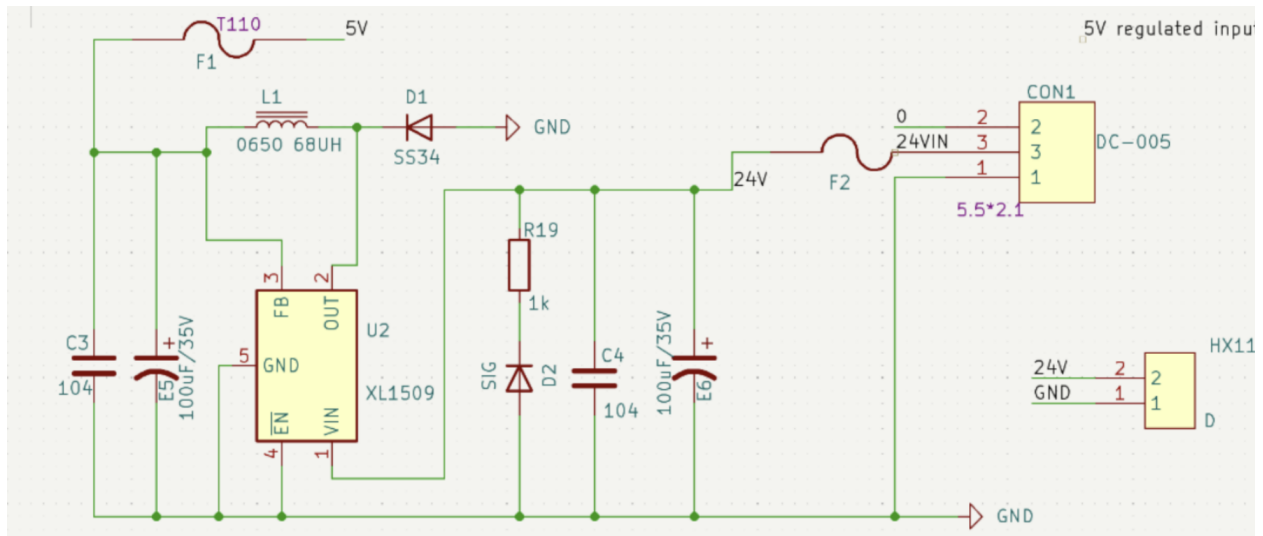 T110
5V
F1
5V regulated inpu
L1
0650 68UH
D1
SS34
GND
CON1
0
24VIN
2
3
1
2
3
1
DC-005
5.5*2.1
F2
24V
R19
1k
3
2
FB
OUT
U2
5
GND
XL1509
EN
VIN
4
1
C3
104
E5
100uF/35V
SIG
D2
C4
104
100uF/35V
E6
HX11
24V
GND
2
1
2
1
D
GND